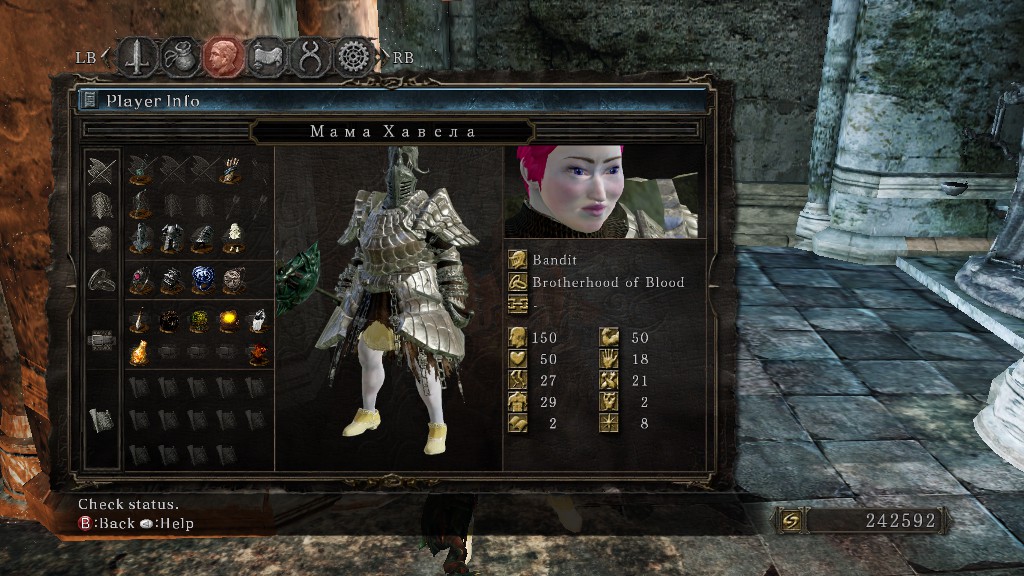 LB RB
Player Info
Мама Хавела
Bandit
Brotherhood of Blood
-
150 50
50 18
27 21
29 2
2 8
Check status.
B:Back :Help
242592